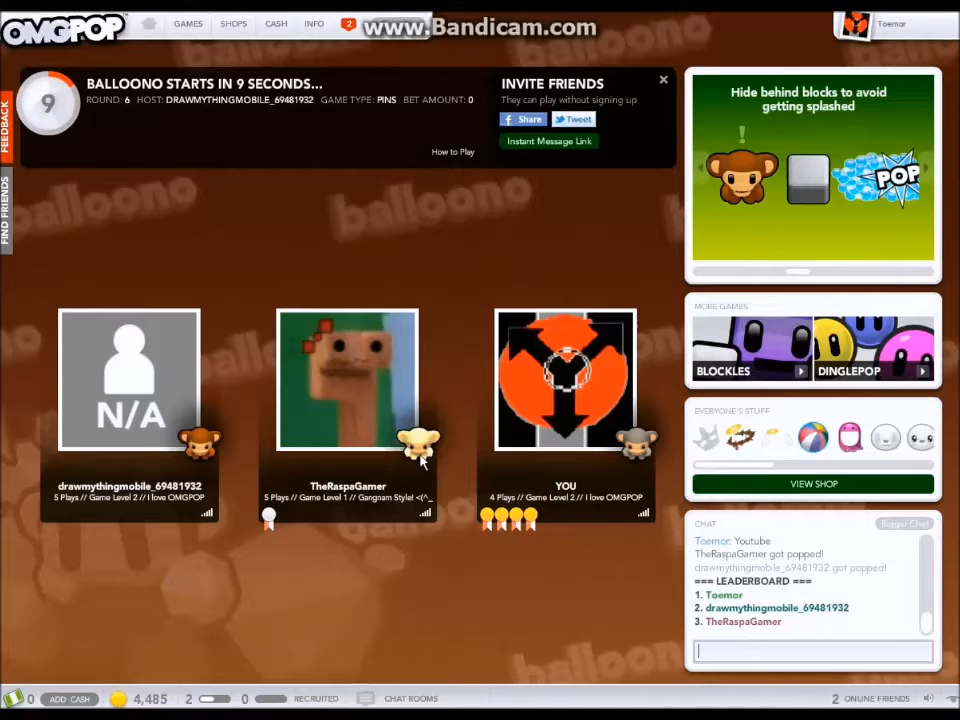 OMGPOP
GAMES
SHOPS
CASH
INFO
2
www.Bandicam.com
Toemor
FEEDBACK
FIND FRIENDS
9
BALLOONO STARTS IN 9 SECONDS...
ROUND: 6 HOST: DRAWMYTHINGMOBILE_69481932 GAME TYPE: PINS BET AMOUNT: 0
How to Play
INVITE FRIENDS
They can play without signing up
f Share
Tweet
Instant Message Link
Hide behind blocks to avoid
getting splashed
!
POP
balloono
balloono
balloono
N/A
drawmythingmobile_69481932
5 Plays // Game Level 2 // I love OMGPOP
TheRaspaGamer
5 Plays // Game Level 1 // Gangnam Style! <(^_
YOU
4 Plays // Game Level 2 // I love OMGPOP
MORE GAMES
BLOCKLES
DINGLEPOP
EVERYONE'S STUFF
VIEW SHOP
CHAT
Bigger Chat
Toemor: Youtube
TheRaspaGamer got popped!
drawmythingmobile_69481932 got popped!
=== LEADERBOARD ===
1. Toemor
2. drawmythingmobile_69481932
3. TheRaspaGamer
0
ADD CASH
4,485
2
0
RECRUITED
CHAT ROOMS
2 ONLINE FRIENDS